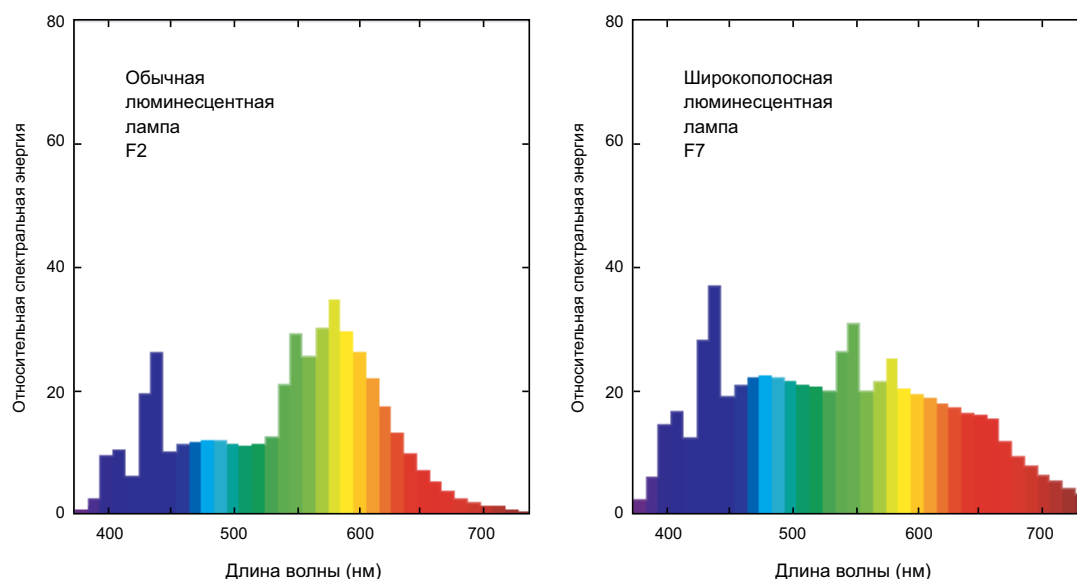 80
60
40
20
0
Относительная спектральная энергия
Обычная
люминесцентная
лампа
F2
400
500
600
700
Длина волны (нм)
80
60
40
20
0
Относительная спектральная энергия
Широкополосная
люминесцентная
лампа
F7
400
500
600
700
Длина волны (нм)